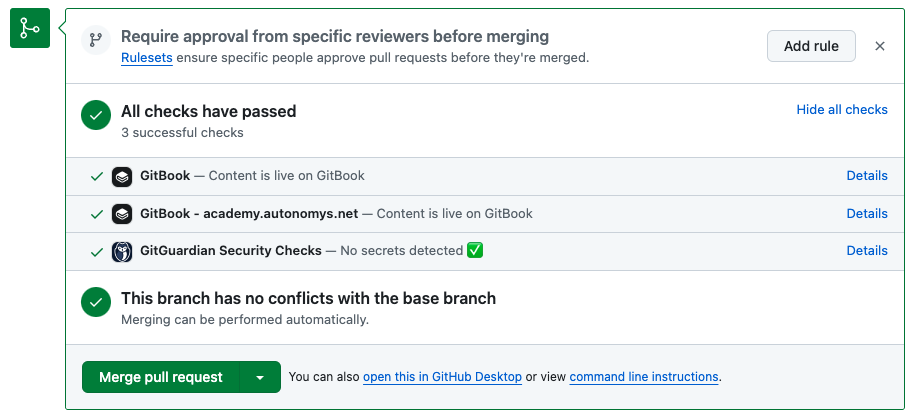 Require approval from specific reviewers before merging
Add rule
Rulesets ensure specific people approve pull requests before they're merged.
All checks have passed
Hide all checks
3 successful checks
GitBook — Content is live on GitBook
Details
GitBook - academy.autonomys.net — Content is live on GitBook
Details
GitGuardian Security Checks — No secrets detected ✅
Details
This branch has no conflicts with the base branch
Merging can be performed automatically.
Merge pull request
You can also open this in GitHub Desktop or view command line instructions.